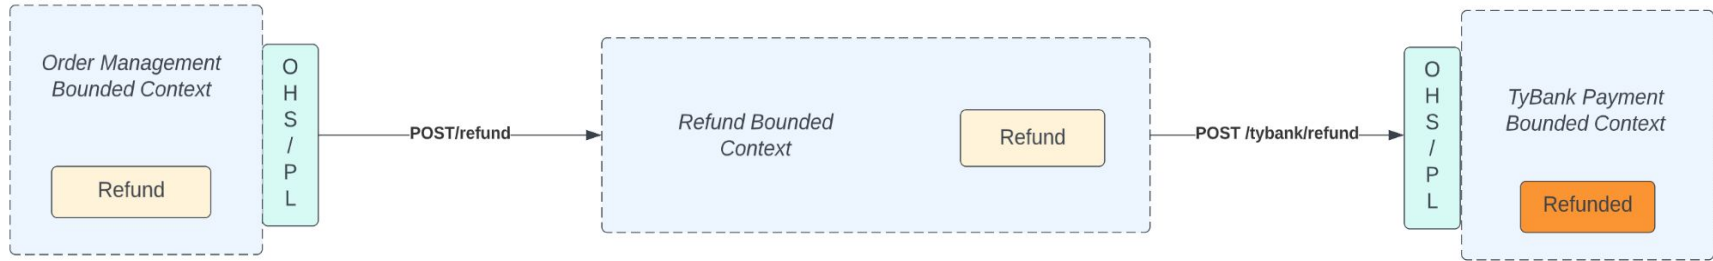 Order Management
Bounded Context
Refund
O
H
S
/
P
L
POST/refund
Refund Bounded
Context
Refund
POST /tybank/refund
O
H
S
/
P
L
TyBank Payment
Bounded Context
Refunded